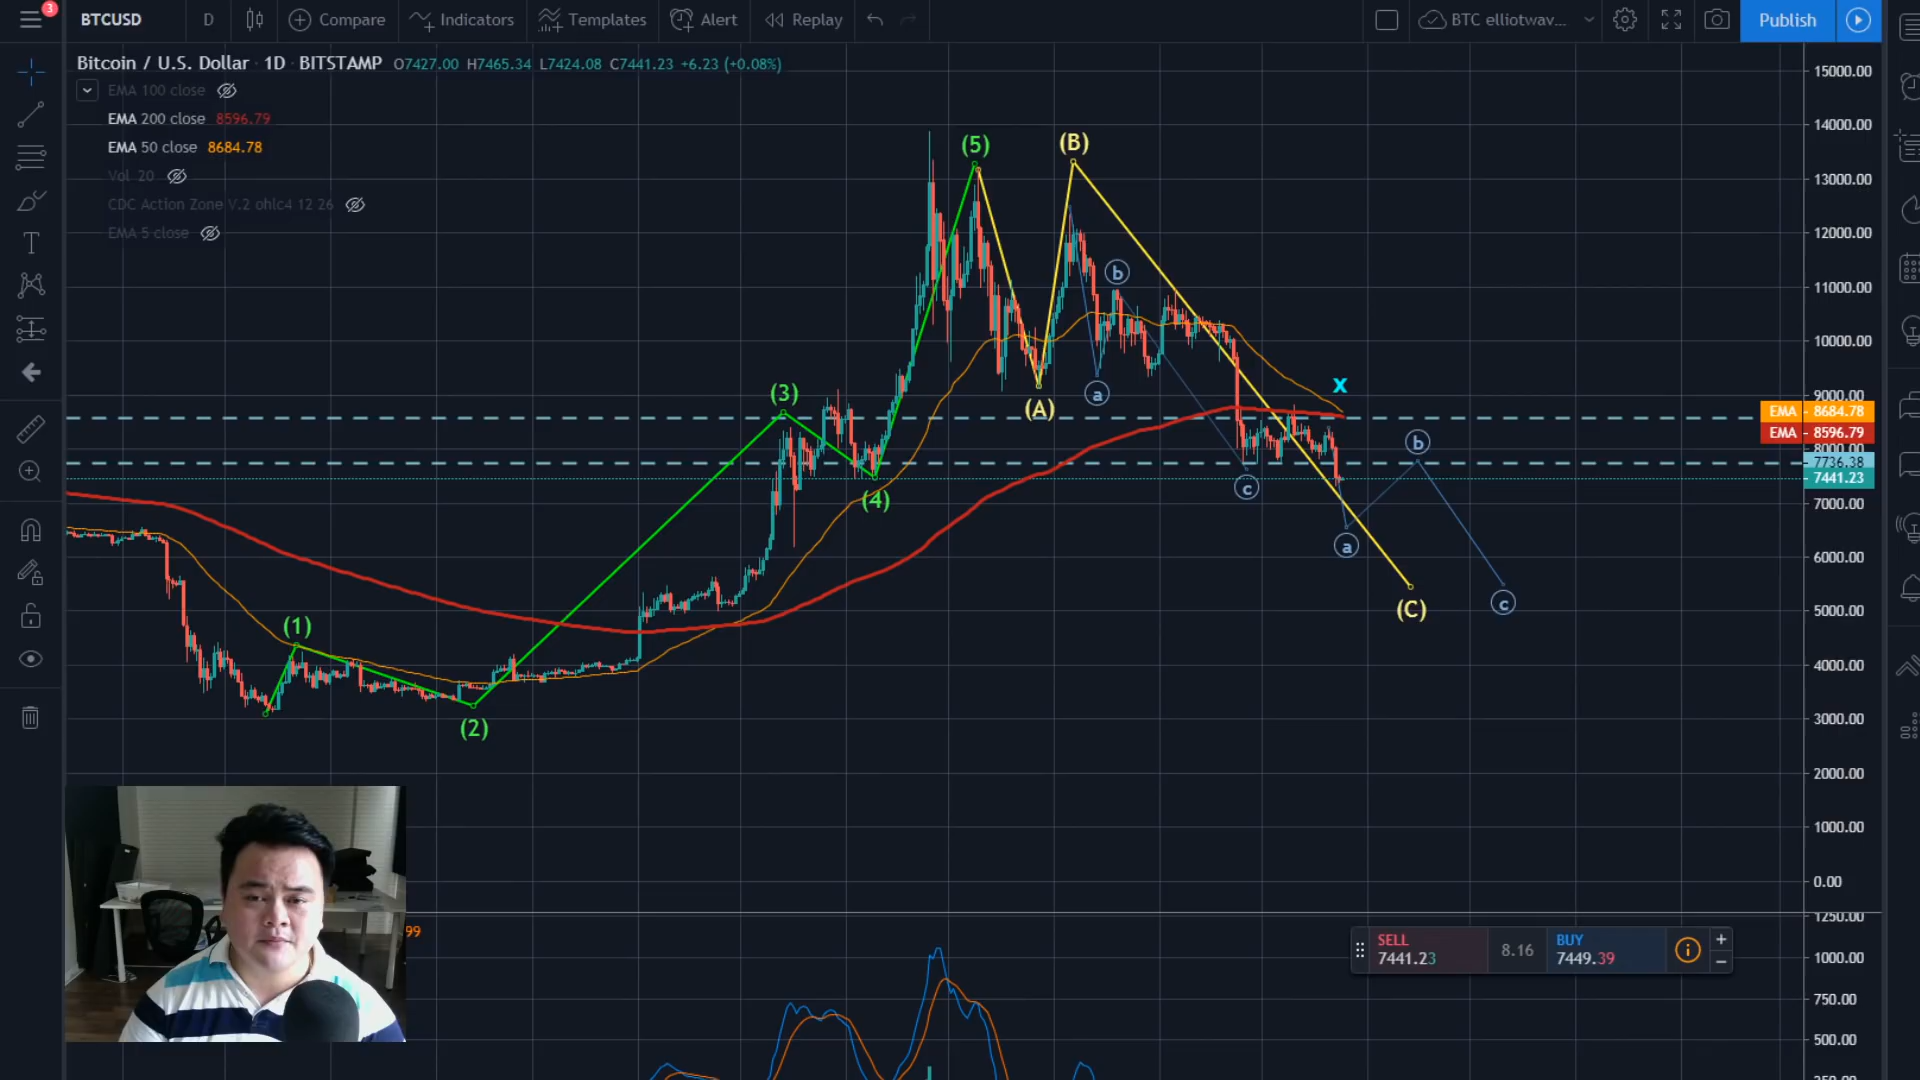 3
BTCUSD D Compare Indicators Templates Alert Replay BTC elliotwav... Publish
Bitcoin / U.S. Dollar 1D BITSTAMP O7427.00 H7465.34 L7424.08 C7441.23 +6.23 (+0.08%)
EMA 100 close
EMA 200 close 8596.79
EMA 50 close 8684.78
Vol 20
CDC Action Zone V.2 ohlc4 12 26
EMA 5 close
T
15000.00
14000.00
13000.00
12000.00
11000.00
10000.00
9000.00
EMA 8684.78
EMA 8596.79
8000.00
7736.38
7441.23
7000.00
6000.00
5000.00
4000.00
3000.00
2000.00
1000.00
0.00
1250.00
1000.00
750.00
500.00
(5)
(B)
b
(3)
x
a
(A)
b
c
(4)
a
(C)
c
(1)
(2)
99
SELL
7441.23
8.16
BUY
7449.39
+
−